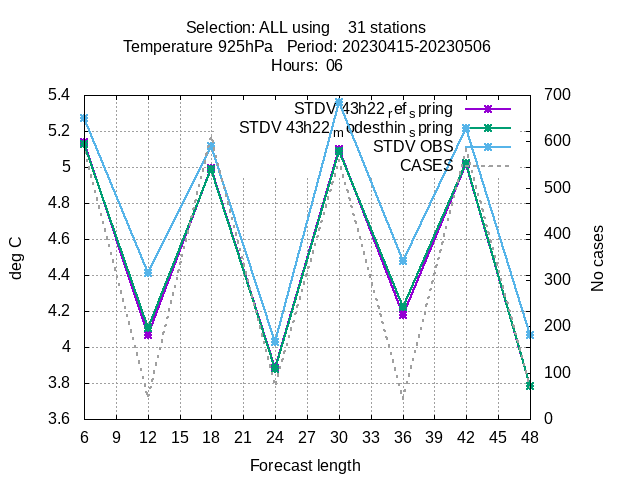 Selection: ALL using 31 stations
Temperature 925hPa Period: 20230415-20230506
Hours: 06
STDV 43h22_ref_spring
STDV 43h22_modesthin_spring
STDV OBS
CASES
5.4
5.2
5
4.8
4.6
4.4
4.2
4
3.8
3.6
deg C
700
600
500
400
300
200
100
0
No cases
6 9 12 15 18 21 24 27 30 33 36 39 42 45 48
Forecast length